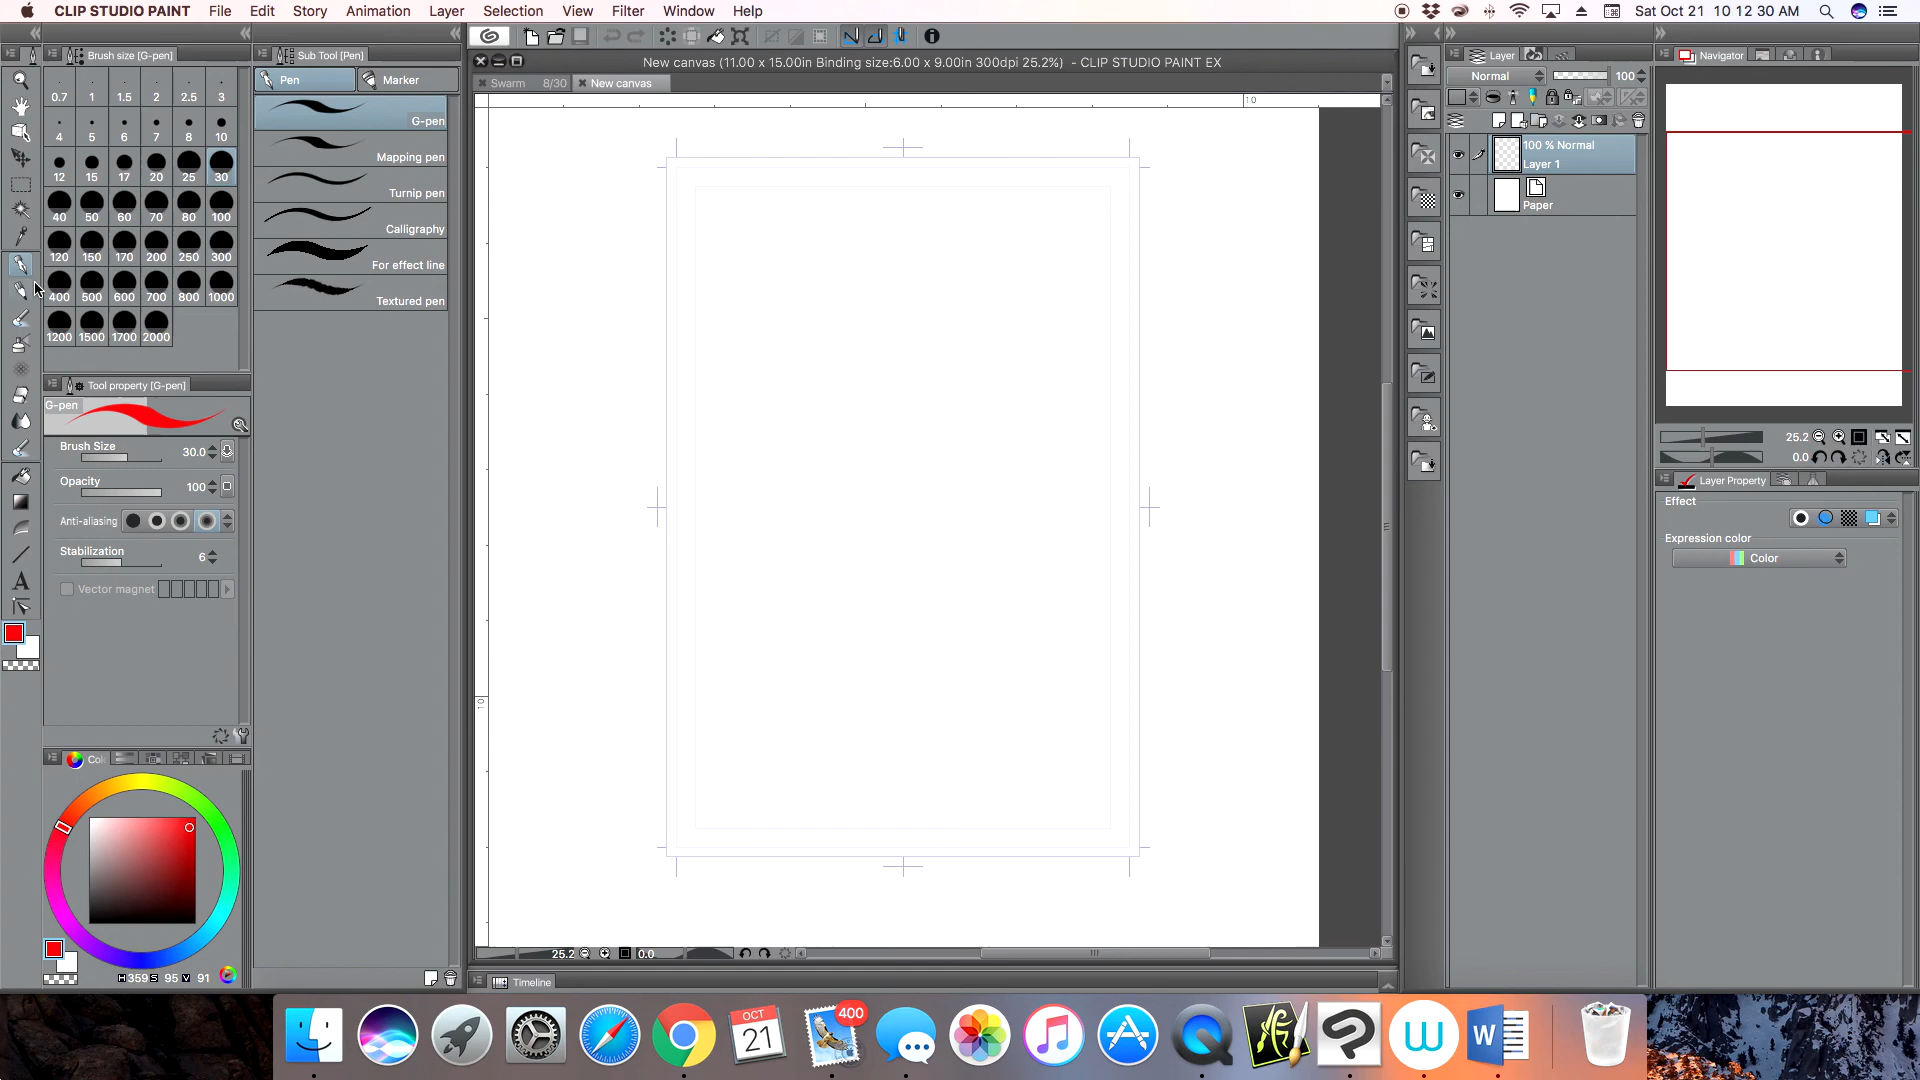 CLIP STUDIO PAINT File Edit Story Animation Layer Selection View Filter Window Help Sat Oct 21 10 12 30 AM
Brush size [G-pen]
Sub Tool [Pen]
New canvas (11.00 x 15.00in Binding size:6.00 x 9.00in 300dpi 25.2%) - CLIP STUDIO PAINT EX
Swarm 8/30 New canvas
Pen Marker
0.7 1 1.5 2 2.5 3
4 5 6 7 8 10
12 15 17 20 25 30
40 50 60 70 80 100
120 150 170 200 250 300
400 500 600 700 800 1000
1200 1500 1700 2000
G-pen
Mapping pen
Turnip pen
Calligraphy
For effect line
Textured pen
Tool property [G-pen]
G-pen
Brush Size 30.0
Opacity 100
Anti-aliasing
Stabilization 6
Vector magnet
Col
H 359 S 95 V 91
10
10
25.2 0.0
Timeline
Layer
Normal 100
100 % Normal
Layer 1
Paper
Navigator
25.2
0.0
Layer Property
Effect
Expression color
Color
OCT
21
400
W
W